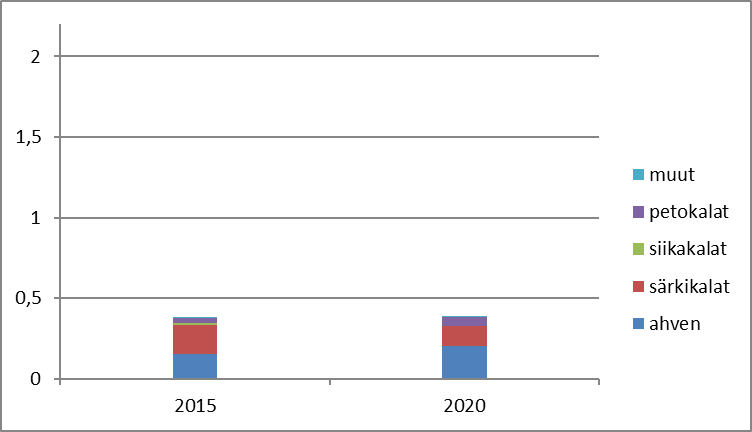 2
1,5
1
0,5
0
2015
2020
muut
petokalat
siikakalat
särkikalat
ahven